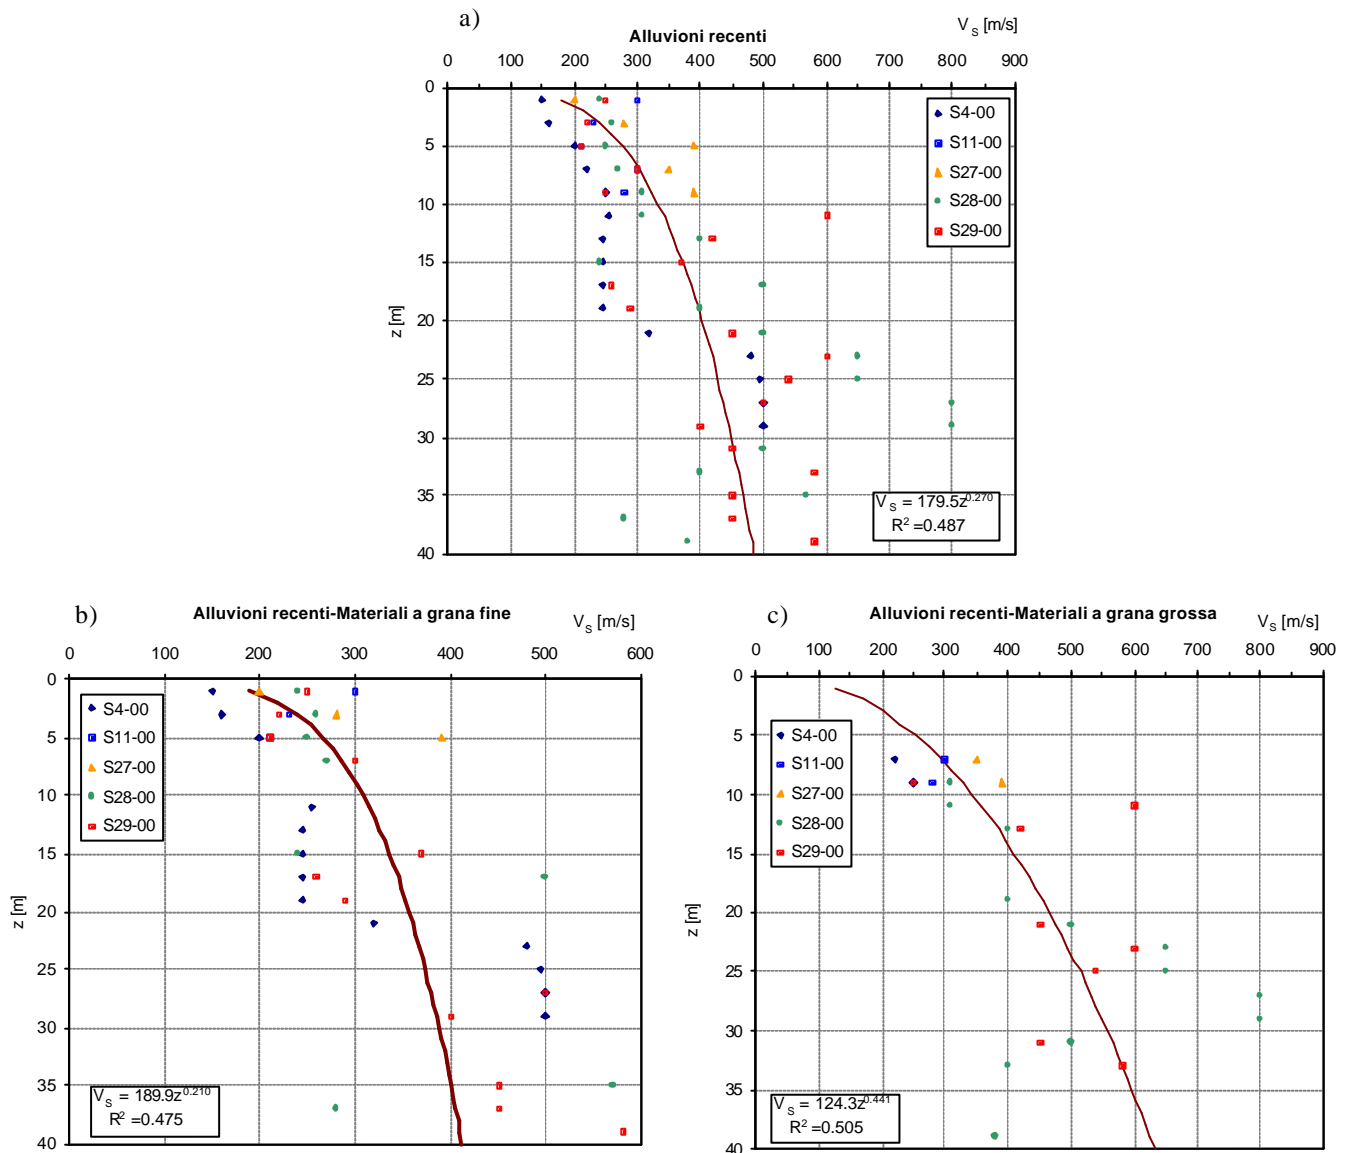 a)
Alluvioni recenti
V_S [m/s]
0 100 200 300 400 500 600 700 800 900
0
5
10
15
20
25
30
35
40
z [m]
S4-00
S11-00
S27-00
S28-00
S29-00
V_S = 179.5z^0.270
R² =0.487
b)
Alluvioni recenti-Materiali a grana fine
V_S [m/s]
0 100 200 300 400 500 600
0
5
10
15
20
25
30
35
40
z [m]
S4-00
S11-00
S27-00
S28-00
S29-00
V_S = 189.9z^0.210
R² =0.475
c)
Alluvioni recenti-Materiali a grana grossa
V_S [m/s]
0 100 200 300 400 500 600 700 800 900
0
5
10
15
20
25
30
35
40
z [m]
S4-00
S11-00
S27-00
S28-00
S29-00
V_S = 124.3z^0.441
R² =0.505